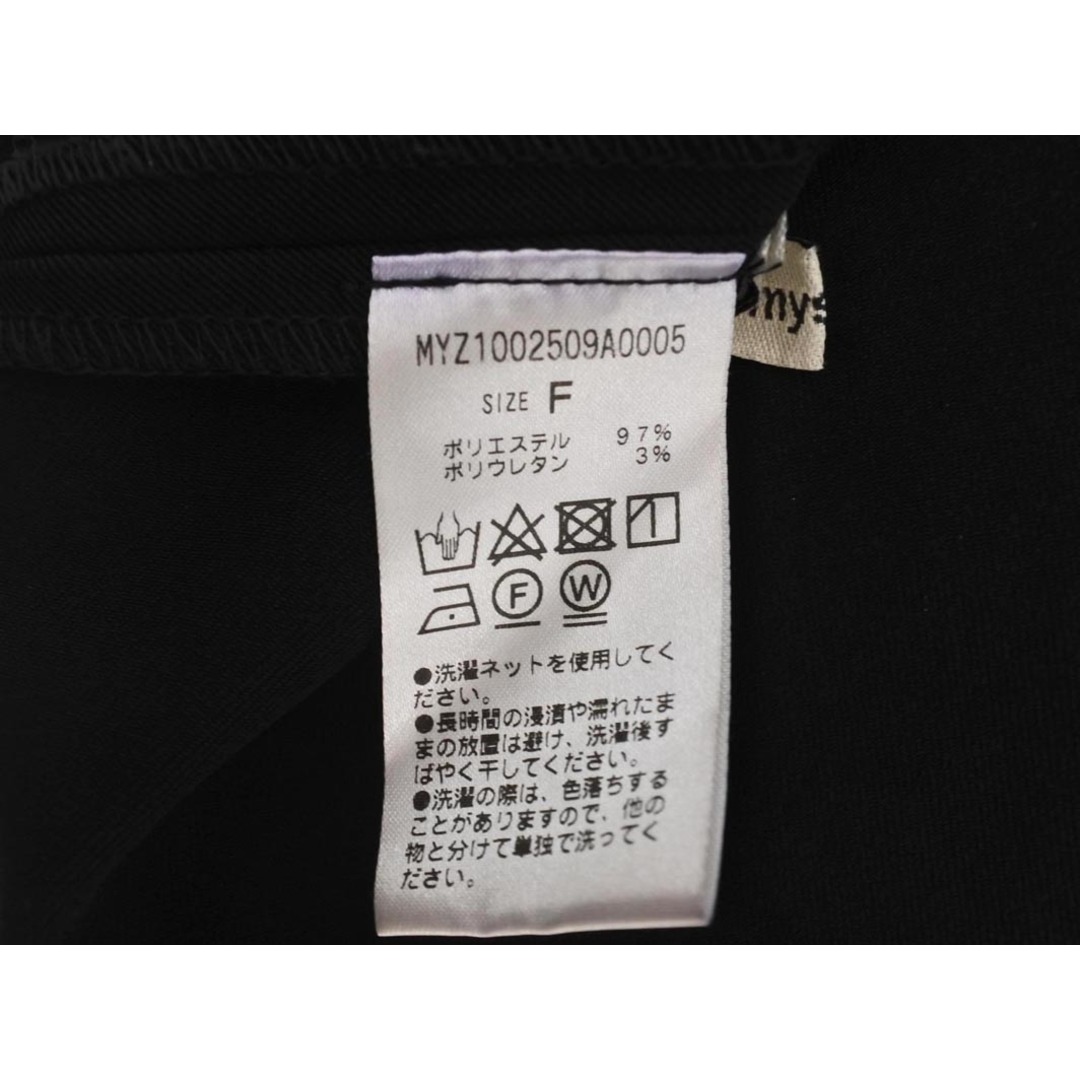 mys
MYZ1002509A0005
SIZE F
ポリエステル 97%
ポリウレタン 3%
F W
●洗濯ネットを使用してく
ださい。
●長時間の浸漬や濡れたま
まの放置は避け、洗濯後す
ばやく干してください。
●洗濯の際は、色落ちする
ことがありますので、他の
物と分けて単独で洗ってく
ださい。